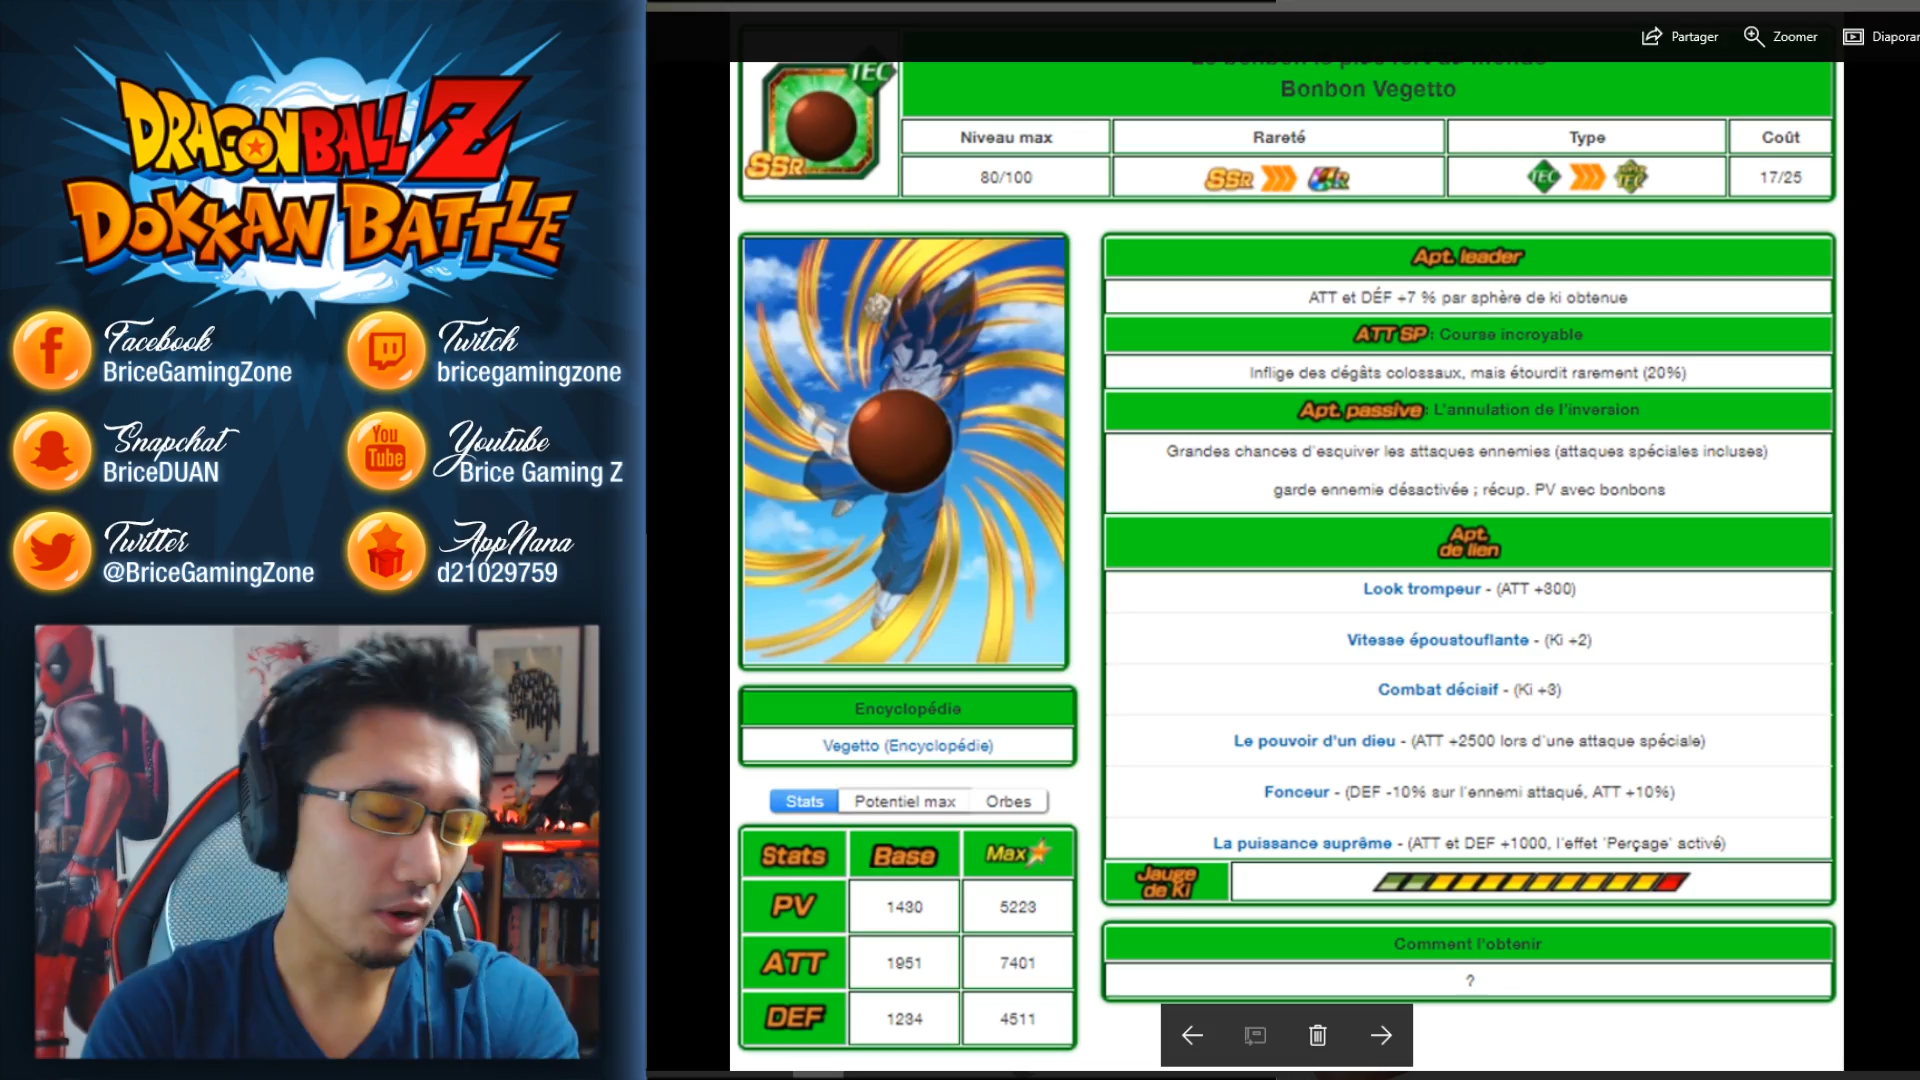 DRAGONBALL Z
DOKKAN BATTLE
Facebook
BriceGamingZone
Twitch
bricegamingzone
Snapchat
BriceDUAN
You
Tube
Youtube
Brice Gaming Z
Twitter
@BriceGamingZone
AppNana
d21029759
Partager
Zoomer
Diaporar
TEC
SSR
Bonbon Vegetto
Niveau max
Rareté
Type
Coût
80/100
SSR
UR
TEC
SUPER
TEC
17/25
Apt. leader
ATT et DÉF +7 % par sphère de ki obtenue
ATT SP: Course incroyable
Inflige des dégâts colossaux, mais étourdit rarement (20%)
Apt. passive: L'annulation de l'inversion
Grandes chances d'esquiver les attaques ennemies (attaques spéciales incluses)
garde ennemie désactivée ; récup. PV avec bonbons
Apt.
de lien
Look trompeur - (ATT +300)
Vitesse époustouflante - (Ki +2)
Combat décisif - (Ki +3)
Le pouvoir d'un dieu - (ATT +2500 lors d'une attaque spéciale)
Fonceur - (DEF -10% sur l'ennemi attaqué, ATT +10%)
La puissance suprême - (ATT et DEF +1000, l'effet 'Perçage' activé)
Jauge
de Ki
Comment l'obtenir
?
Encyclopédie
Vegetto (Encyclopédie)
Stats
Potentiel max
Orbes
Stats
Base
Max
PV
1430
5223
ATT
1951
7401
DEF
1234
4511